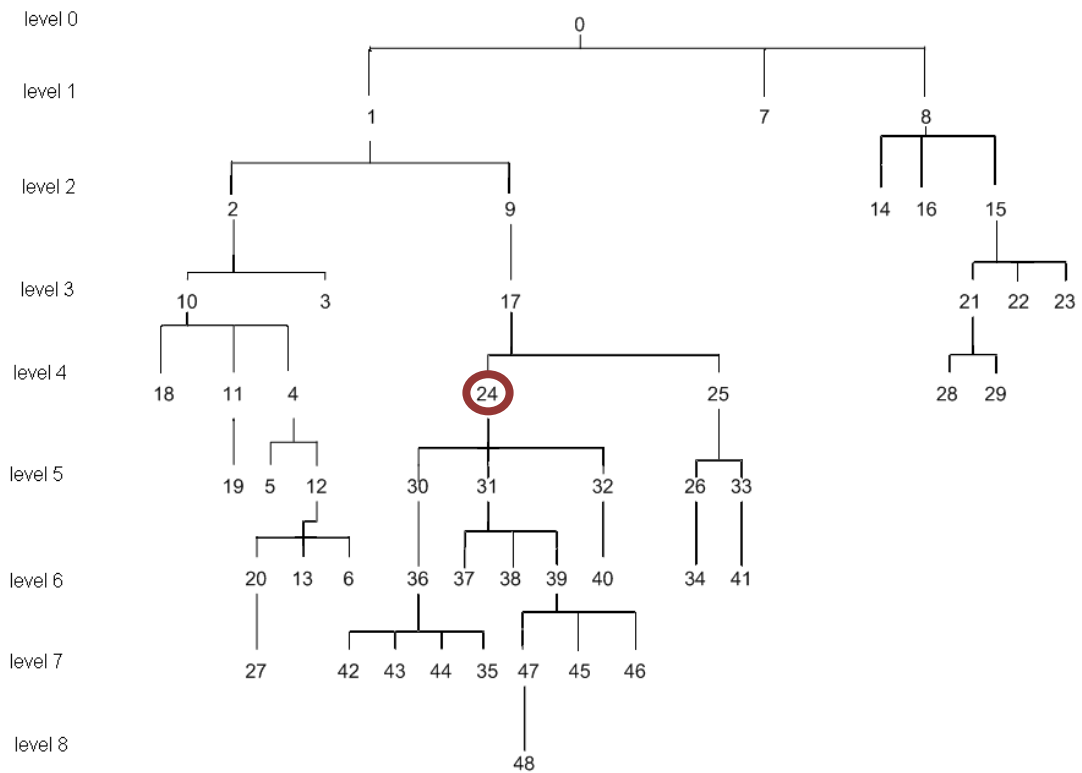 level 0
0
level 1
1 7 8
level 2
2 9 14 16 15
level 3
10 3 17 21 22 23
level 4
18 11 4 24 25 28 29
level 5
19 5 12 30 31 32 26 33
level 6
20 13 6 36 37 38 39 40 34 41
level 7
27 42 43 44 35 47 45 46
level 8
48